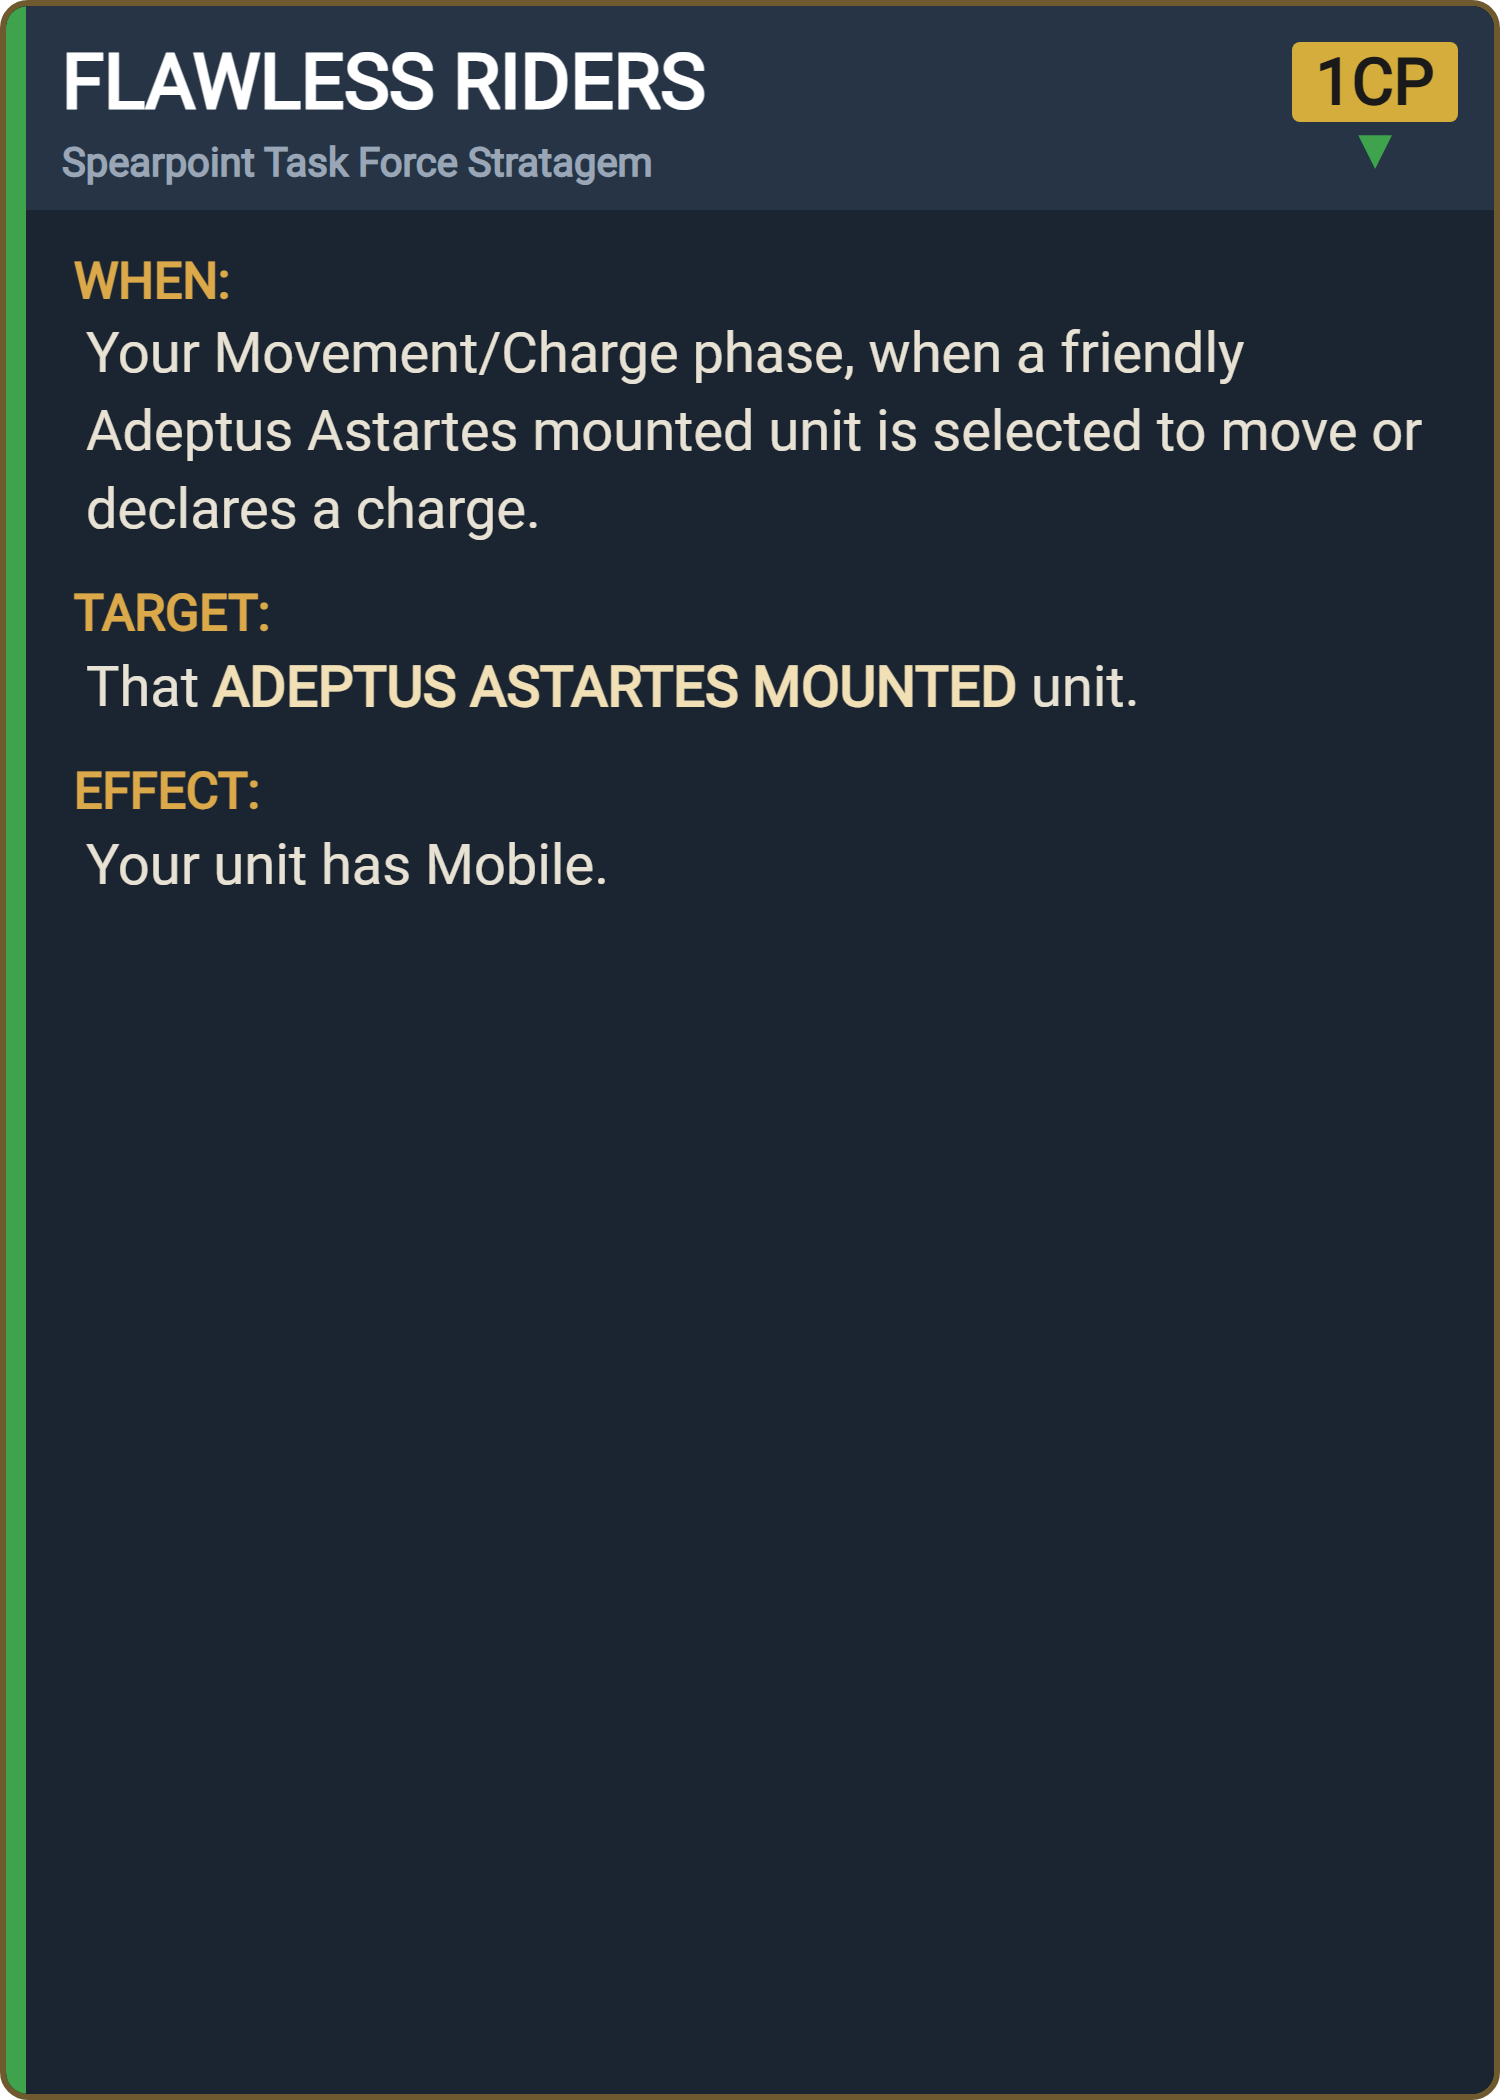 FLAWLESS RIDERS
1CP
Spearpoint Task Force Stratagem
WHEN:
Your Movement/Charge phase, when a friendly
Adeptus Astartes mounted unit is selected to move or
declares a charge.
TARGET:
That ADEPTUS ASTARTES MOUNTED unit.
EFFECT:
Your unit has Mobile.